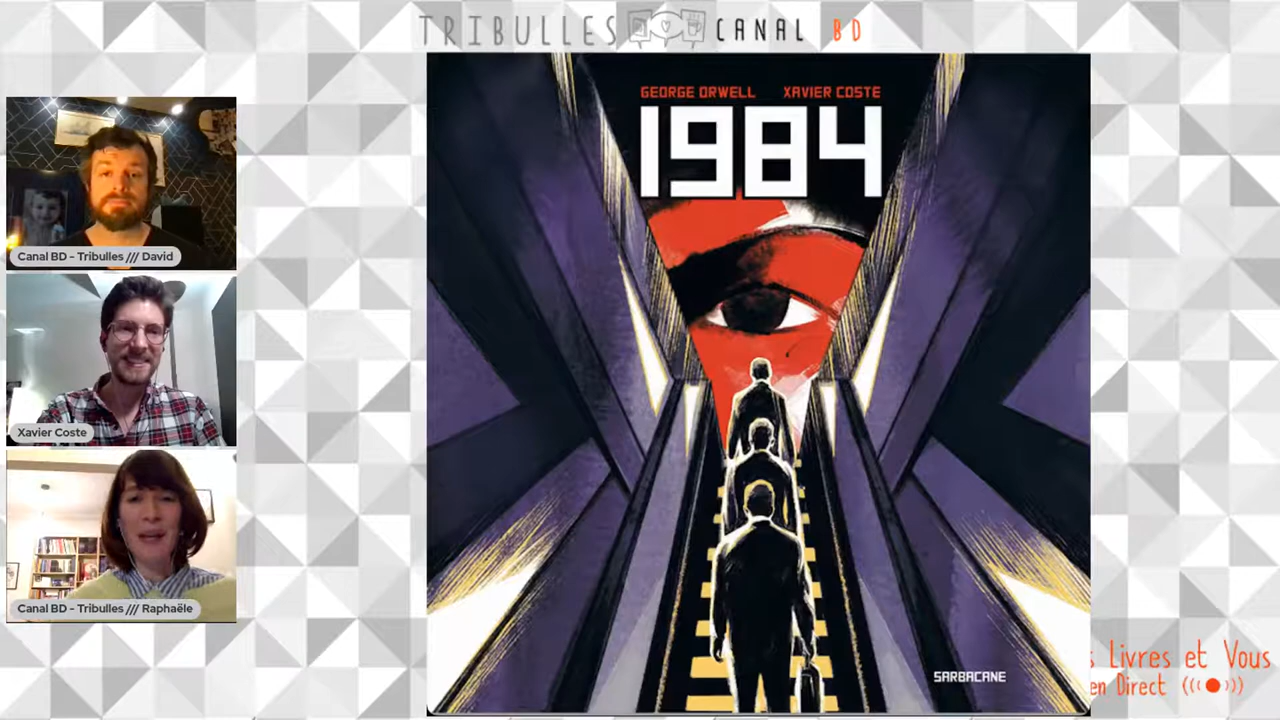 TRIBULLES CANAL BD
GEORGE ORWELL XAVIER COSTE
1984
Canal BD - Tribulles /// David
Xavier Coste
Canal BD - Tribulles /// Raphaële
SARBACANE
s Livres et Vous
en Direct